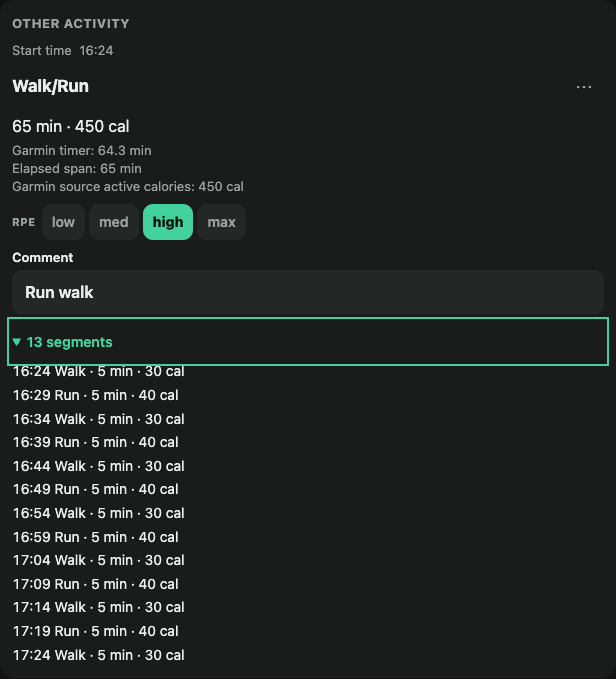 OTHER ACTIVITY
Start time 16:24
Walk/Run
...
65 min · 450 cal
Garmin timer: 64.3 min
Elapsed span: 65 min
Garmin source active calories: 450 cal
RPE low med high max
Comment
Run walk
▼ 13 segments
16:24 Walk · 5 min · 30 cal
16:29 Run · 5 min · 40 cal
16:34 Walk · 5 min · 30 cal
16:39 Run · 5 min · 40 cal
16:44 Walk · 5 min · 30 cal
16:49 Run · 5 min · 40 cal
16:54 Walk · 5 min · 30 cal
16:59 Run · 5 min · 40 cal
17:04 Walk · 5 min · 30 cal
17:09 Run · 5 min · 40 cal
17:14 Walk · 5 min · 30 cal
17:19 Run · 5 min · 40 cal
17:24 Walk · 5 min · 30 cal